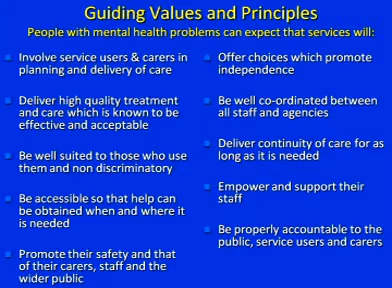 Guiding Values and Principles
People with mental health problems can expect that services will:
Involve service users & carers in
planning and delivery of care
Deliver high quality treatment
and care which is known to be
effective and acceptable
Be well suited to those who use
them and non discriminatory
Be accessible so that help can
be obtained when and where it
is needed
Promote their safety and that
of their carers, staff and the
wider public
Offer choices which promote
independence
Be well co-ordinated between
all staff and agencies
Deliver continuity of care for as
long as it is needed
Empower and support their
staff
Be properly accountable to the
public, service users and carers